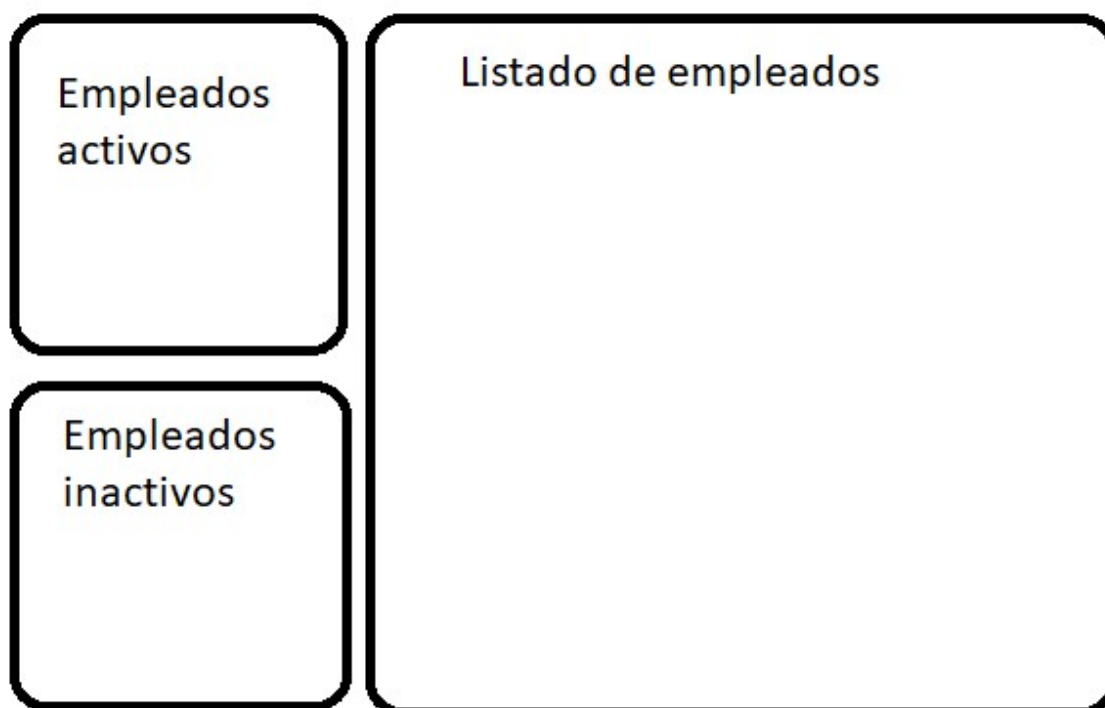 Empleados
activos
Listado de empleados
Empleados
inactivos